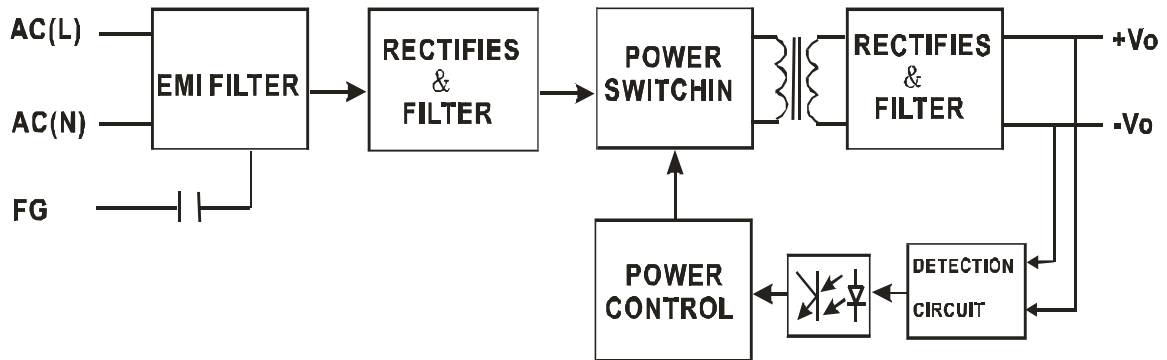 AC(L)
AC(N)
FG
EMI FILTER
RECTIFIES
&
FILTER
POWER
SWITCHIN
RECTIFIES
&
FILTER
+Vo
-Vo
POWER
CONTROL
DETECTION
CIRCUIT